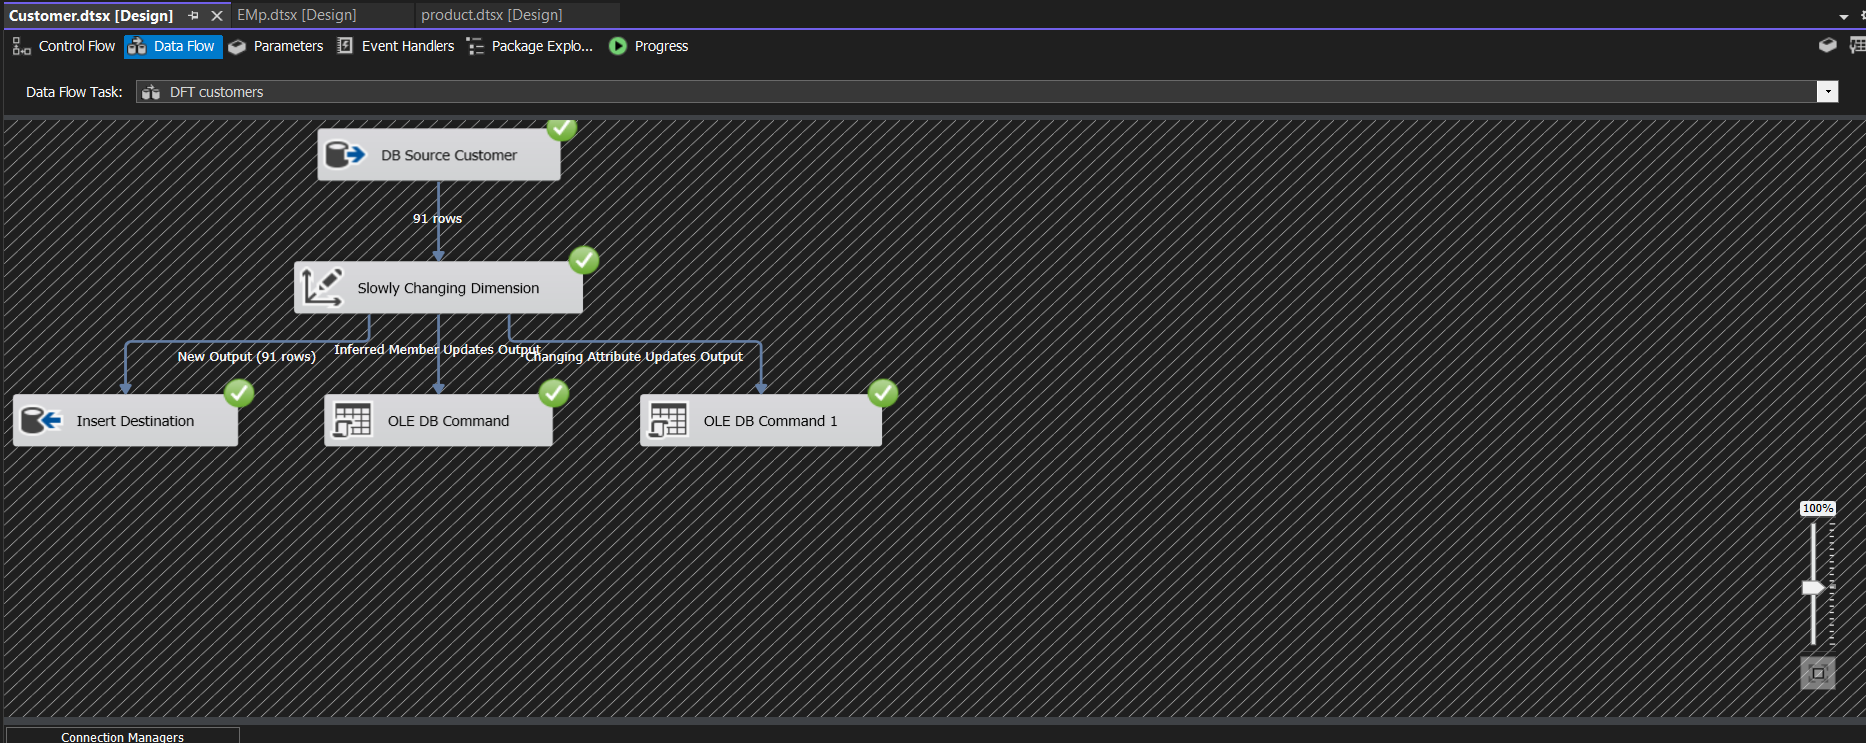 Customer.dtsx [Design]
EMp.dtsx [Design]
product.dtsx [Design]
Control Flow
Data Flow
Parameters
Event Handlers
Package Explo...
Progress
Data Flow Task:
DFT customers
DB Source Customer
91 rows
Slowly Changing Dimension
New Output (91 rows)
Inferred Member Updates Output
Changing Attribute Updates Output
Insert Destination
OLE DB Command
OLE DB Command 1
100%
Connection Managers